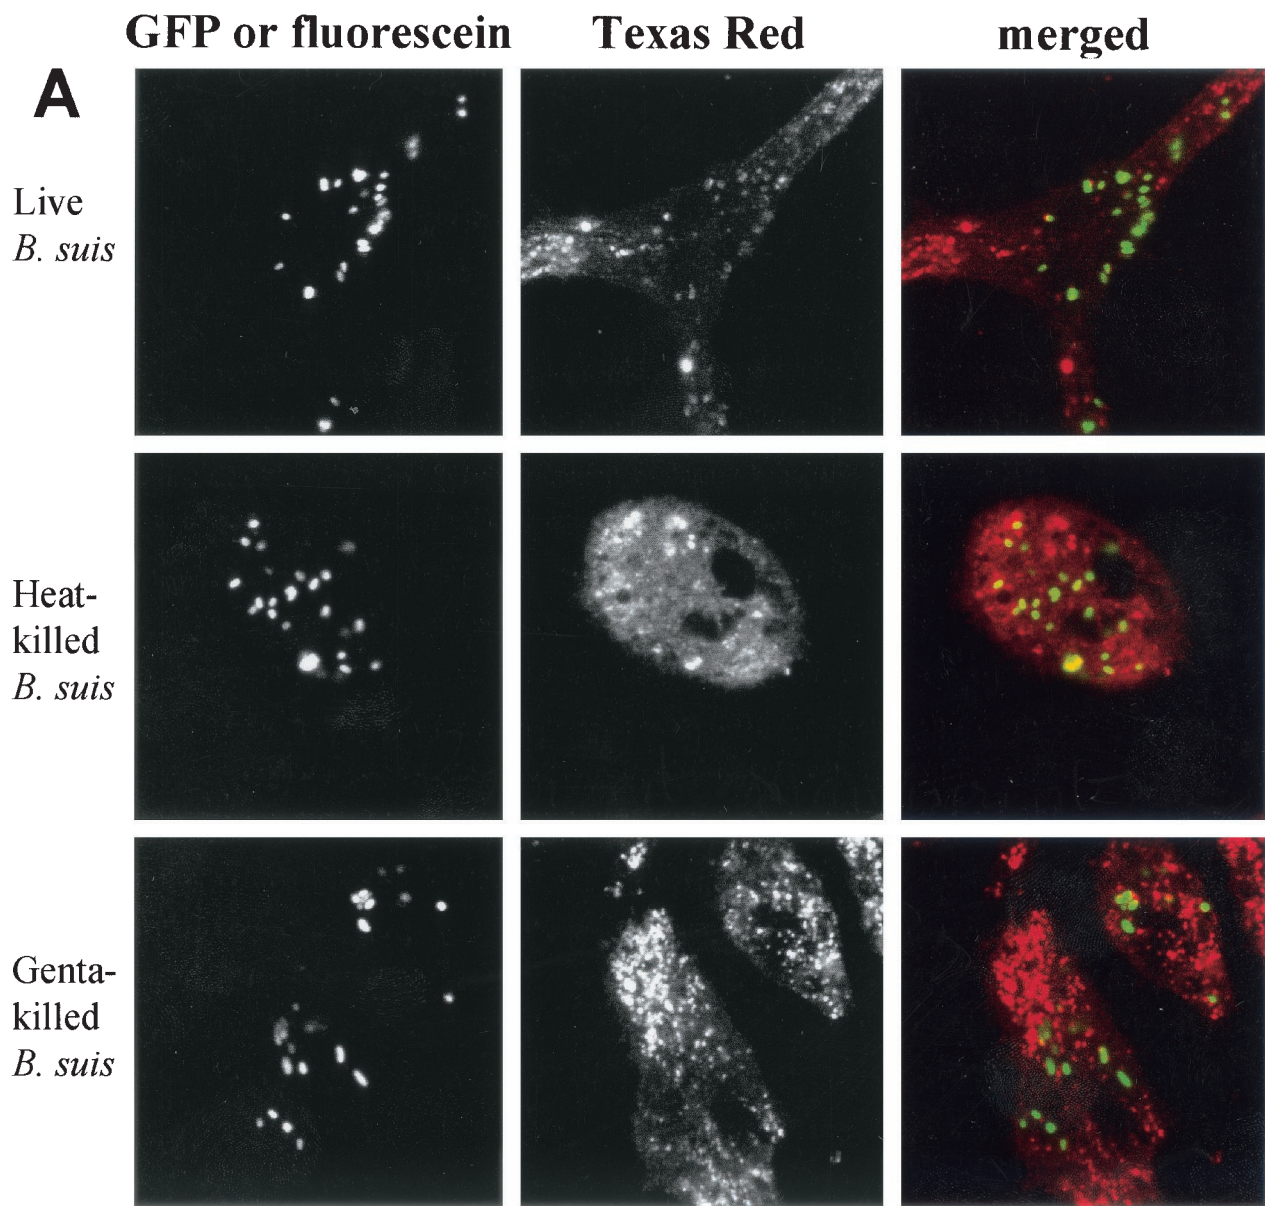 GFP or fluorescein Texas Red merged
A
Live
B. suis
Heat-
killed
B. suis
Genta-
killed
B. suis